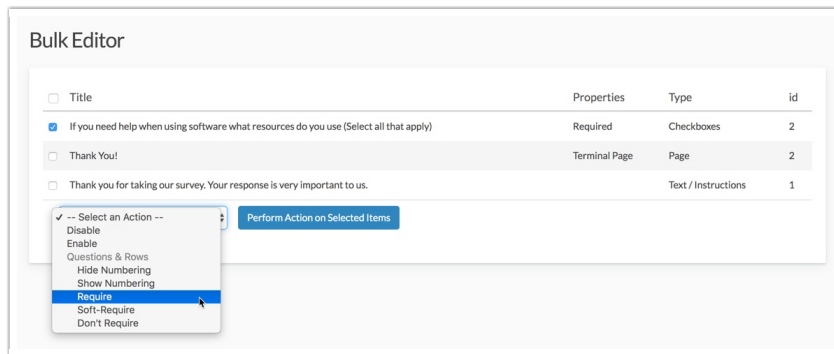 Bulk Editor
Title Properties Type id
If you need help when using software what resources do you use (Select all that apply) Required Checkboxes 2
Thank You! Terminal Page Page 2
Thank you for taking our survey. Your response is very important to us. Text / Instructions 1
✓ -- Select an Action -- Perform Action on Selected Items
Disable
Enable
Questions & Rows
Hide Numbering
Show Numbering
Require
Soft-Require
Don't Require